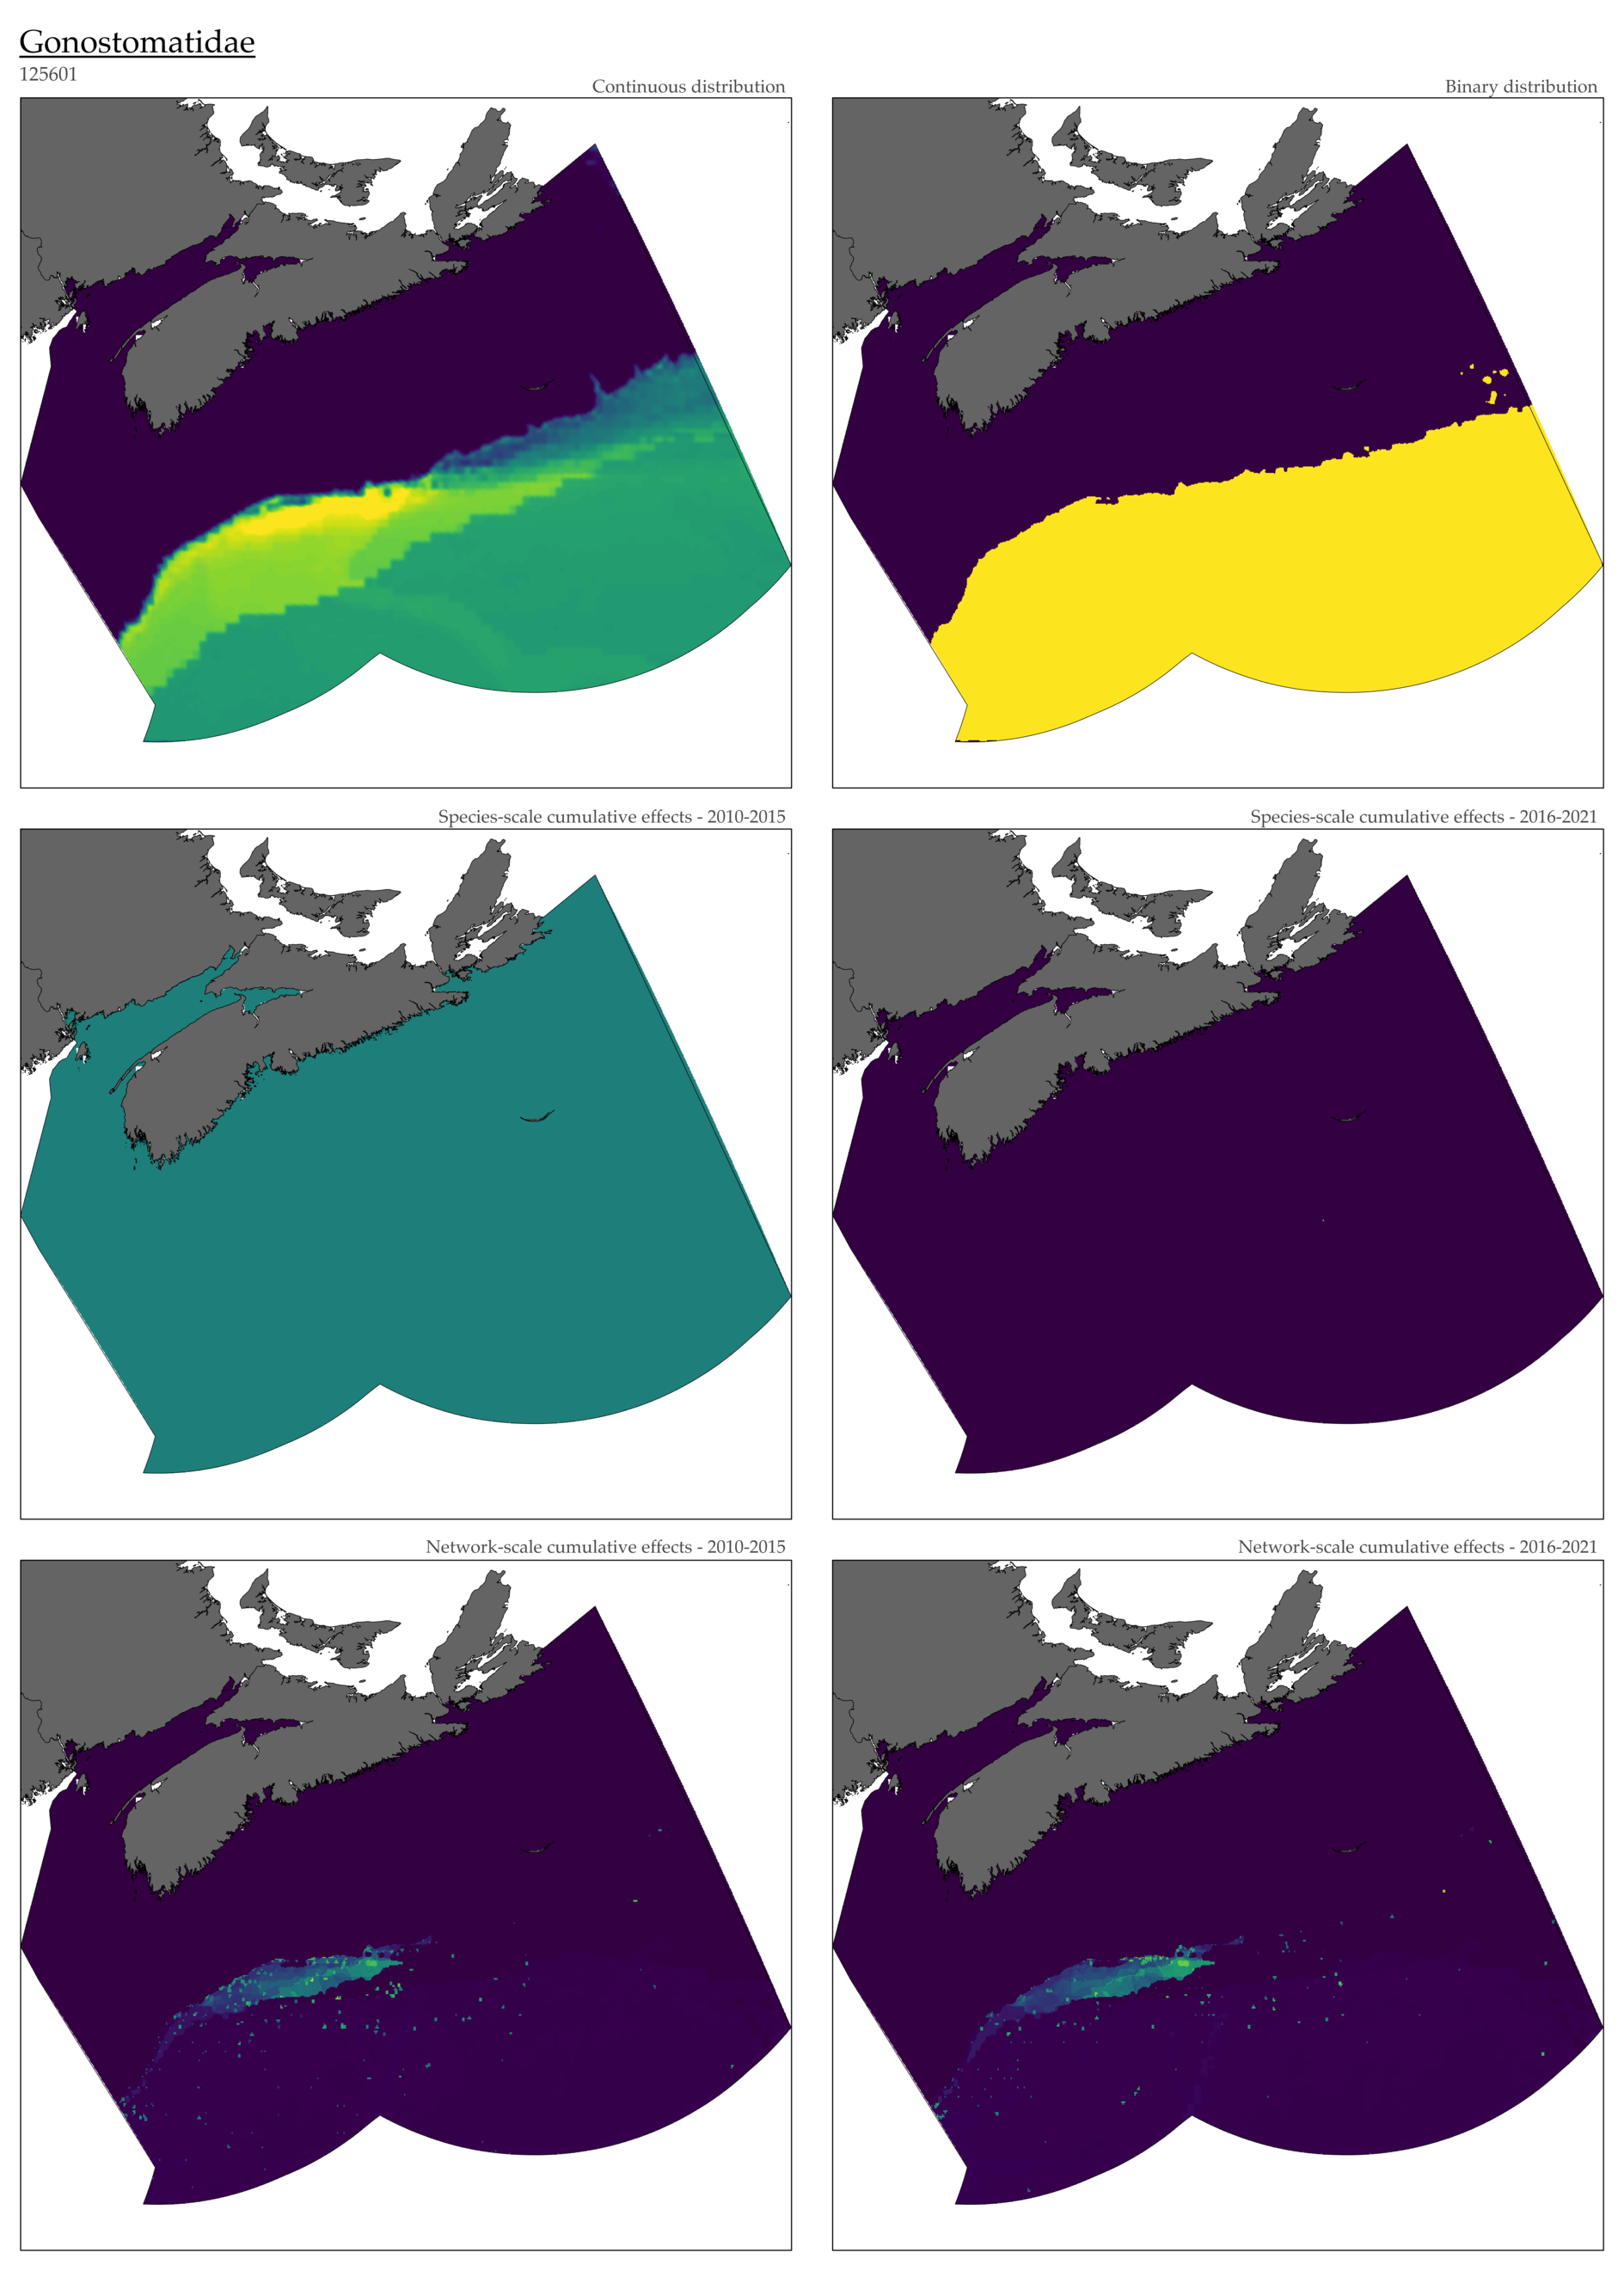 Gonostomatidae
125601
Continuous distribution
Binary distribution
Species-scale cumulative effects - 2010-2015
Species-scale cumulative effects - 2016-2021
Network-scale cumulative effects - 2010-2015
Network-scale cumulative effects - 2016-2021